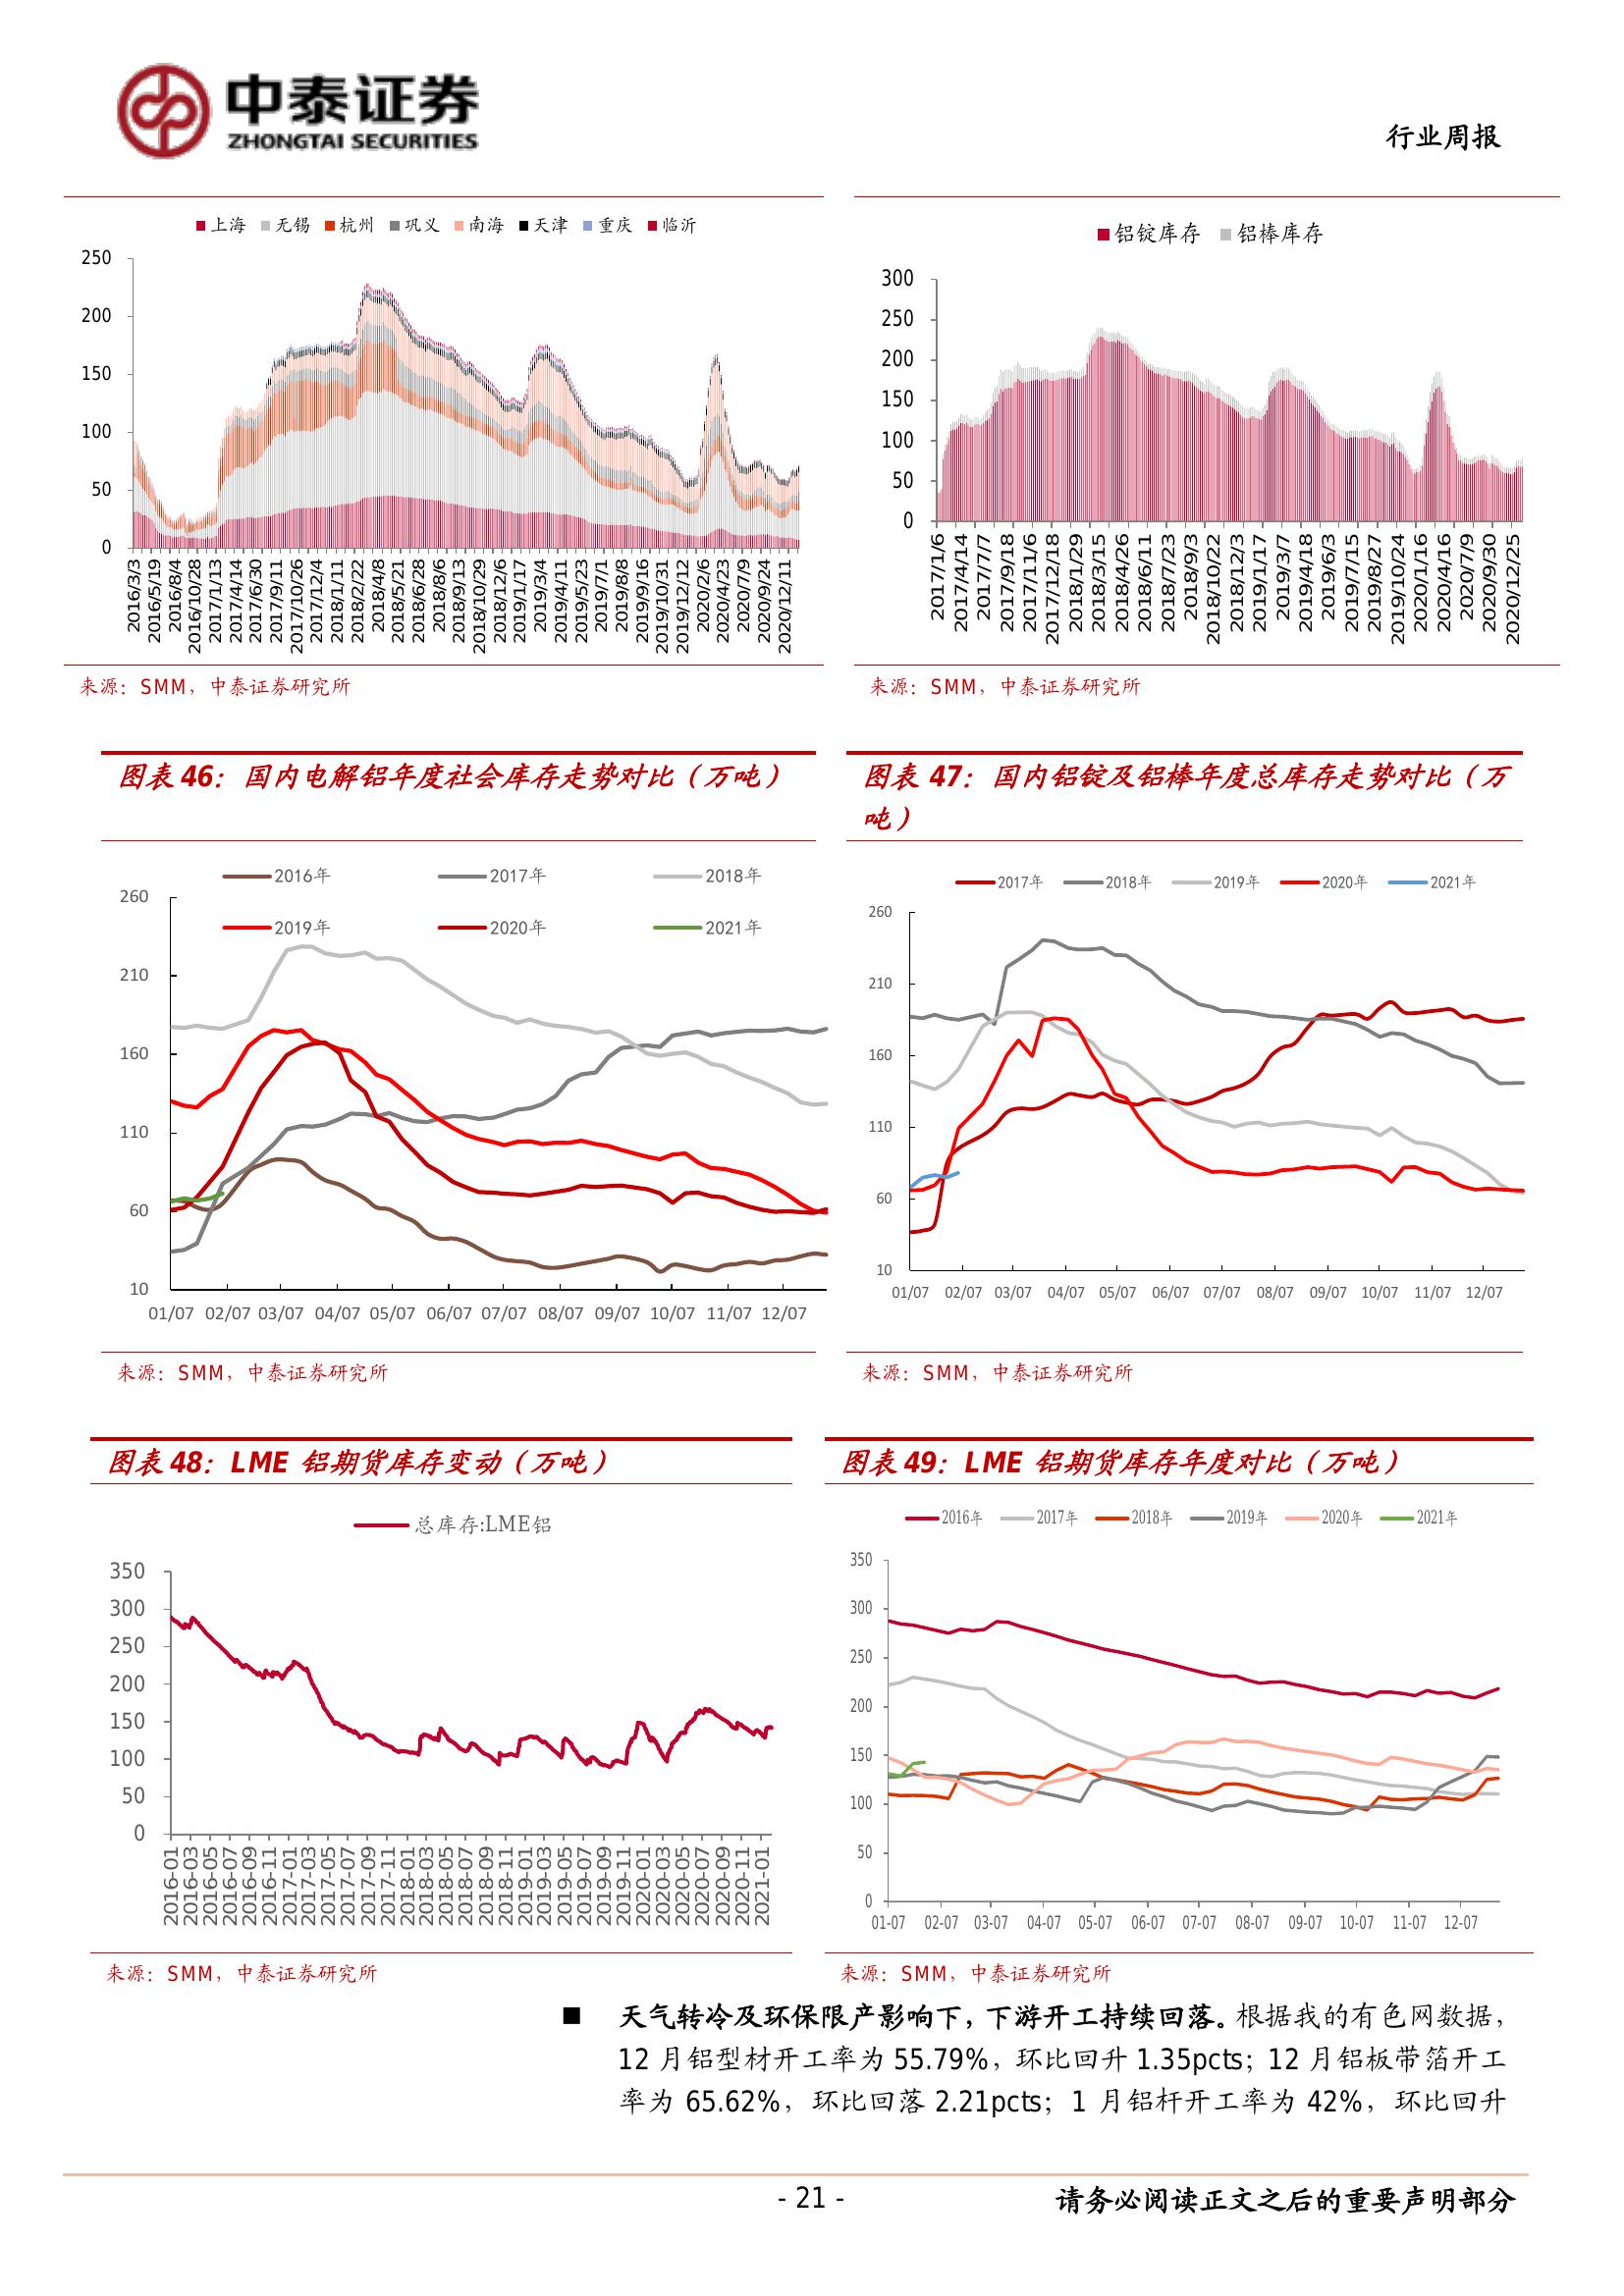 中泰证券
ZHONGTAI SECURITIES
行业周报
上海 无锡 杭州 巩义 南海 天津 重庆 临沂
250
200
150
100
50
0
2016/3/3 2016/5/19 2016/8/4 2016/10/28 2017/1/13 2017/4/14 2017/6/30 2017/9/11 2017/10/26 2017/12/4 2018/1/11 2018/2/22 2018/4/8 2018/5/21 2018/6/28 2018/8/6 2018/9/13 2018/10/29 2018/12/6 2019/1/17 2019/3/4 2019/4/11 2019/5/23 2019/7/1 2019/8/8 2019/9/16 2019/10/31 2019/12/12 2020/2/6 2020/4/23 2020/7/9 2020/9/24 2020/12/11
铝锭库存 铝棒库存
300
250
200
150
100
50
0
2017/1/6 2017/4/14 2017/7/7 2017/9/18 2017/11/6 2017/12/18 2018/1/29 2018/3/15 2018/4/26 2018/6/11 2018/7/23 2018/9/3 2018/10/22 2018/12/3 2019/1/17 2019/3/7 2019/4/18 2019/6/3 2019/7/15 2019/8/27 2019/10/24 2020/1/16 2020/4/16 2020/7/9 2020/9/30 2020/12/25
来源：SMM，中泰证券研究所
来源：SMM，中泰证券研究所
图表 46：国内电解铝年度社会库存走势对比（万吨）
图表 47：国内铝锭及铝棒年度总库存走势对比（万
吨）
2016年 2017年 2018年
2019年 2020年 2021年
260
210
160
110
60
10
01/07 02/07 03/07 04/07 05/07 06/07 07/07 08/07 09/07 10/07 11/07 12/07
2017年 2018年 2019年 2020年 2021年
260
210
160
110
60
10
01/07 02/07 03/07 04/07 05/07 06/07 07/07 08/07 09/07 10/07 11/07 12/07
来源：SMM，中泰证券研究所
来源：SMM，中泰证券研究所
图表 48：LME 铝期货库存变动（万吨）
图表 49：LME 铝期货库存年度对比（万吨）
总库存:LME铝
350
300
250
200
150
100
50
0
2016-01 2016-03 2016-05 2016-07 2016-09 2016-11 2017-01 2017-03 2017-05 2017-07 2017-09 2017-11 2018-01 2018-03 2018-05 2018-07 2018-09 2018-11 2019-01 2019-03 2019-05 2019-07 2019-09 2019-11 2020-01 2020-03 2020-05 2020-07 2020-09 2020-11 2021-01
2016年 2017年 2018年 2019年 2020年 2021年
350
300
250
200
150
100
50
0
01-07 02-07 03-07 04-07 05-07 06-07 07-07 08-07 09-07 10-07 11-07 12-07
来源：SMM，中泰证券研究所
来源：SMM，中泰证券研究所
■ 天气转冷及环保限产影响下，下游开工持续回落。根据我的有色网数据，
12 月铝型材开工率为 55.79%，环比回升 1.35pcts；12 月铝板带箔开工
率为 65.62%，环比回落 2.21pcts；1 月铝杆开工率为 42%，环比回升
- 21 -
请务必阅读正文之后的重要声明部分